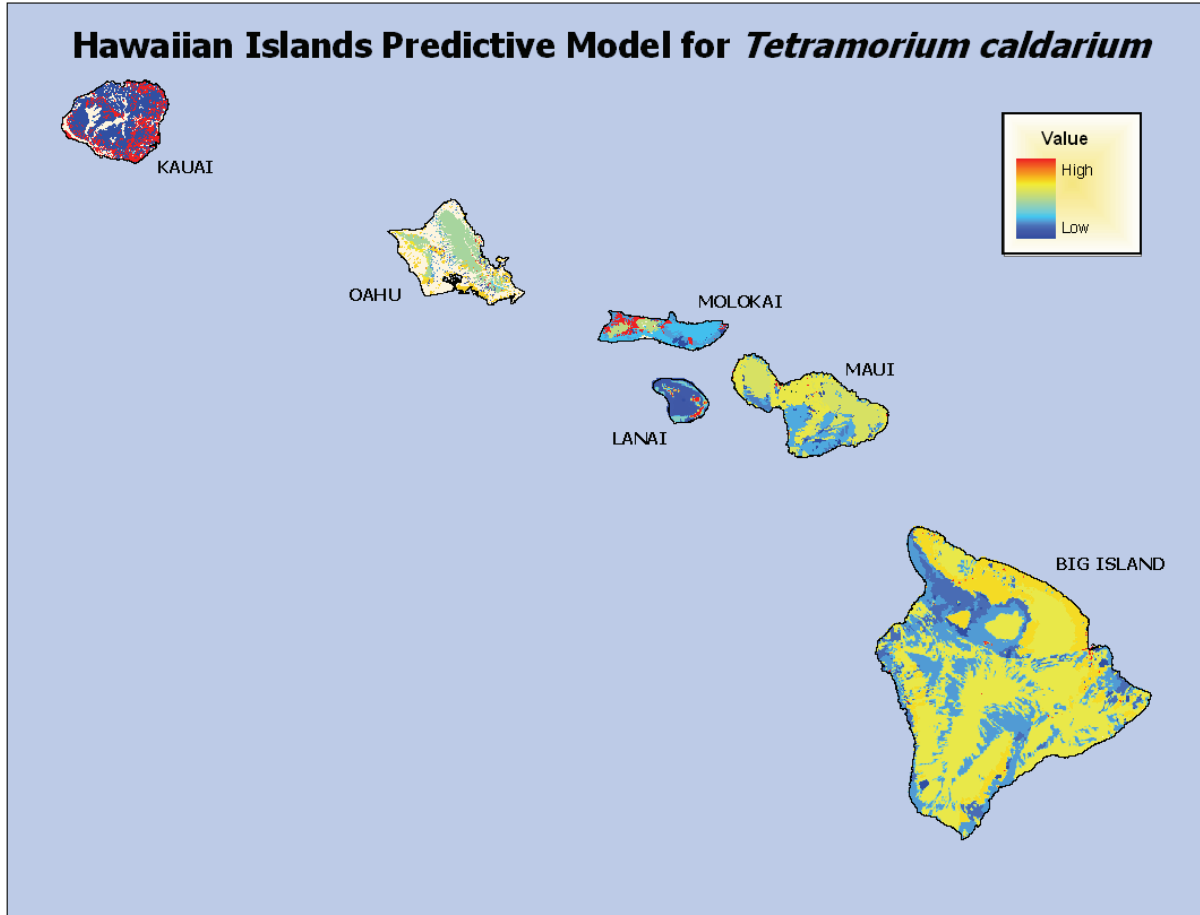 Hawaiian Islands Predictive Model for Tetramorium caldarium
KAUAI
Value
High
Low
OAHU
MOLOKAI
MAUI
LANAI
BIG ISLAND